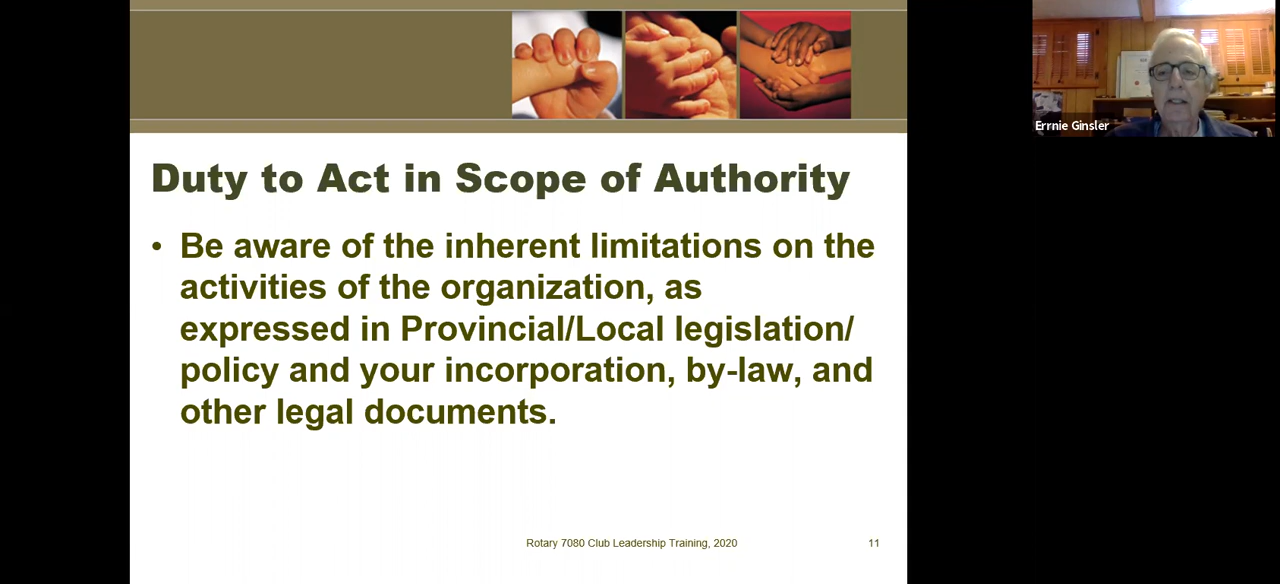 Duty to Act in Scope of Authority
• Be aware of the inherent limitations on the
activities of the organization, as
expressed in Provincial/Local legislation/
policy and your incorporation, by-law, and
other legal documents.
Rotary 7080 Club Leadership Training, 2020
11
Errnie Ginsler